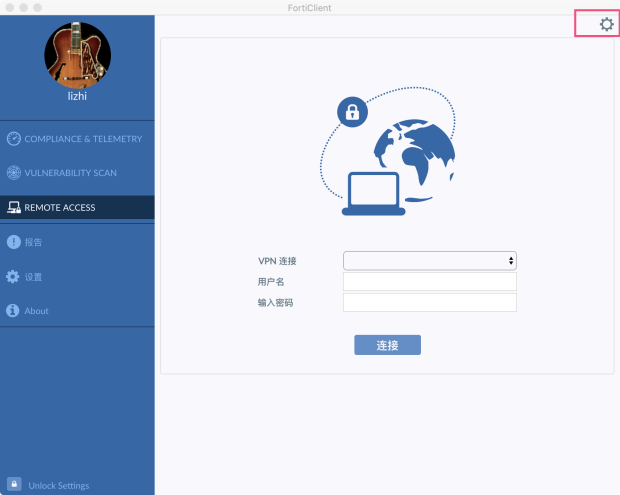 FortiClient
lizhi
COMPLIANCE & TELEMETRY
VULNERABILITY SCAN
REMOTE ACCESS
报告
设置
About
Unlock Settings
VPN 连接
用户名
输入密码
连接